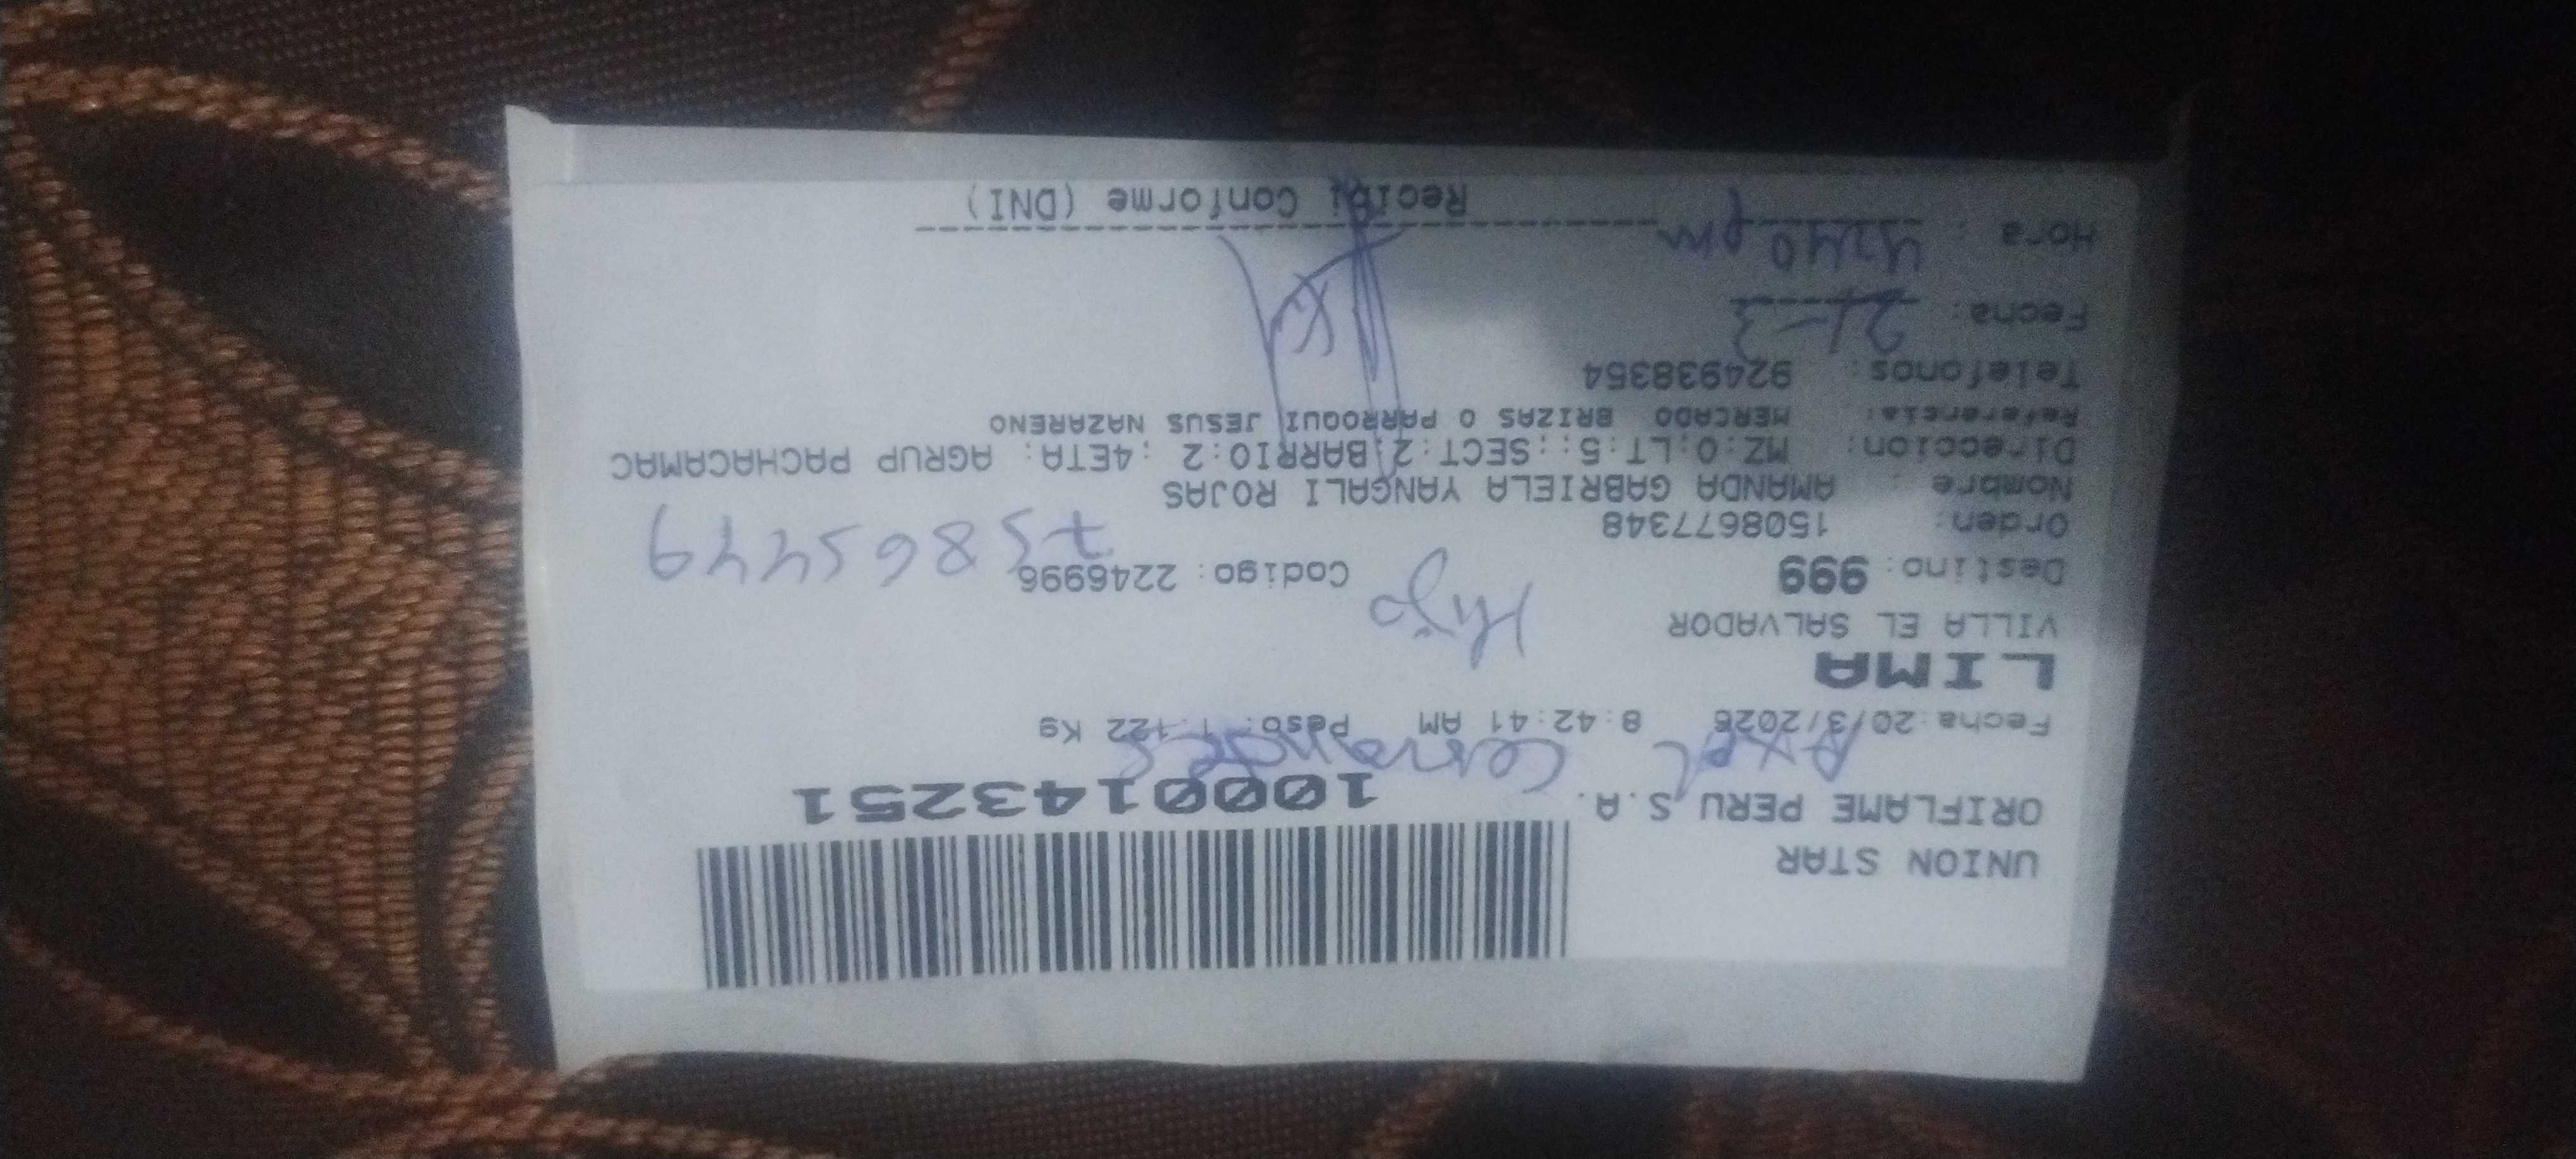 UNION STAR
ORIFLAME PERU S.A.
1000143251
Axel
Fecha: 20/3/2026 8:42:41 AM Peso: 1.122 Kg
LIMA
VILLA EL SALVADOR
Hijo
Destino: 999 Codigo: 2246996
75865449
Orden: 1508677348
Nombre : AMANDA GABRIELA YANGALI ROJAS
Direccion: MZ:O:LT:5::SECT:2:BARRIO:2 :4ETA: AGRUP PACHACAMAC
Referencia: MERCADO BRIZAS O PARROQUI JESUS NAZARENO
Telefonos: 924938354
Fecha: 21-3
Hora : 4:40 pm
Recibi Conforme (DNI)